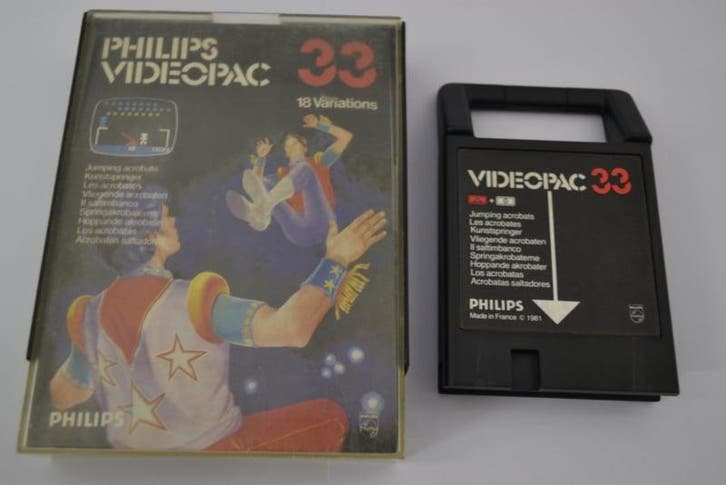 PHILIPS
VIDEOPAC
33
18 Variations
Jumping acrobats
Kunstspringer
Les acrobates
Vliegende acrobaten
Il saltimbanco
Springakrobaterne
Hoppande akrobater
Los acrobatas
Acrobatas saltadores
PHILIPS
VIDEOPAC 33
+
Jumping acrobats
Les acrobates
Kunstspringer
Vliegende acrobaten
Il saltimbanco
Springakrobaterne
Hoppande akrobater
Los acrobatas
Acrobatas saltadores
PHILIPS
Made in France © 1981